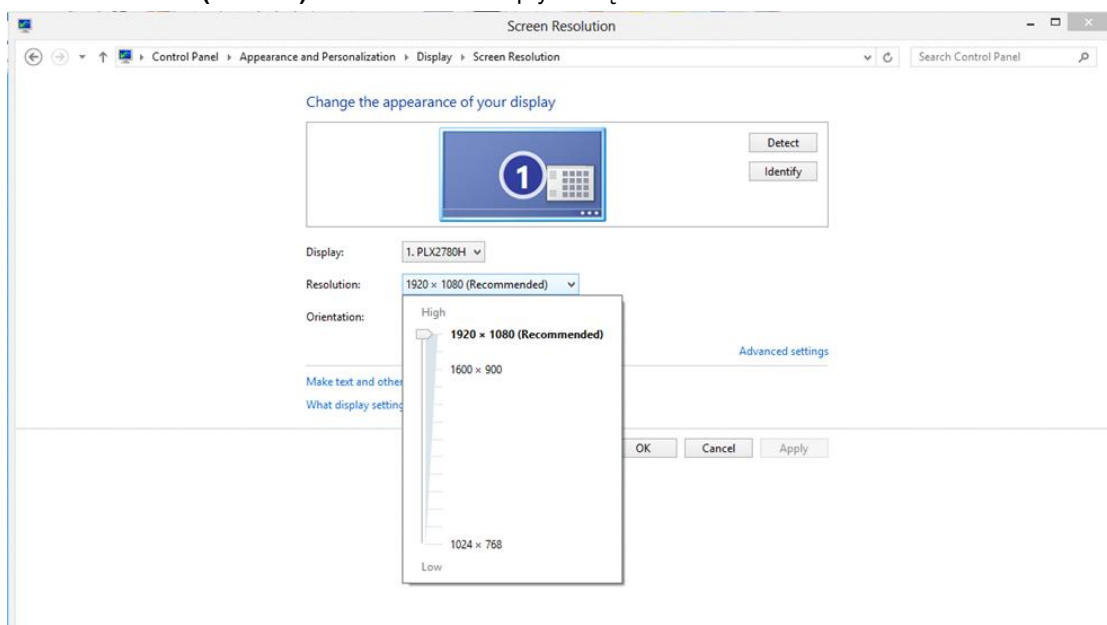 Screen Resolution
Control Panel ▸ Appearance and Personalization ▸ Display ▸ Screen Resolution
Search Control Panel
Change the appearance of your display
1
Detect
Identify
Display: 1. PLX2780H
Resolution: 1920 × 1080 (Recommended)
Orientation:
High
1920 × 1080 (Recommended)
Advanced settings
1600 × 900
Make text and other
What display setting
OK Cancel Apply
1024 × 768
Low